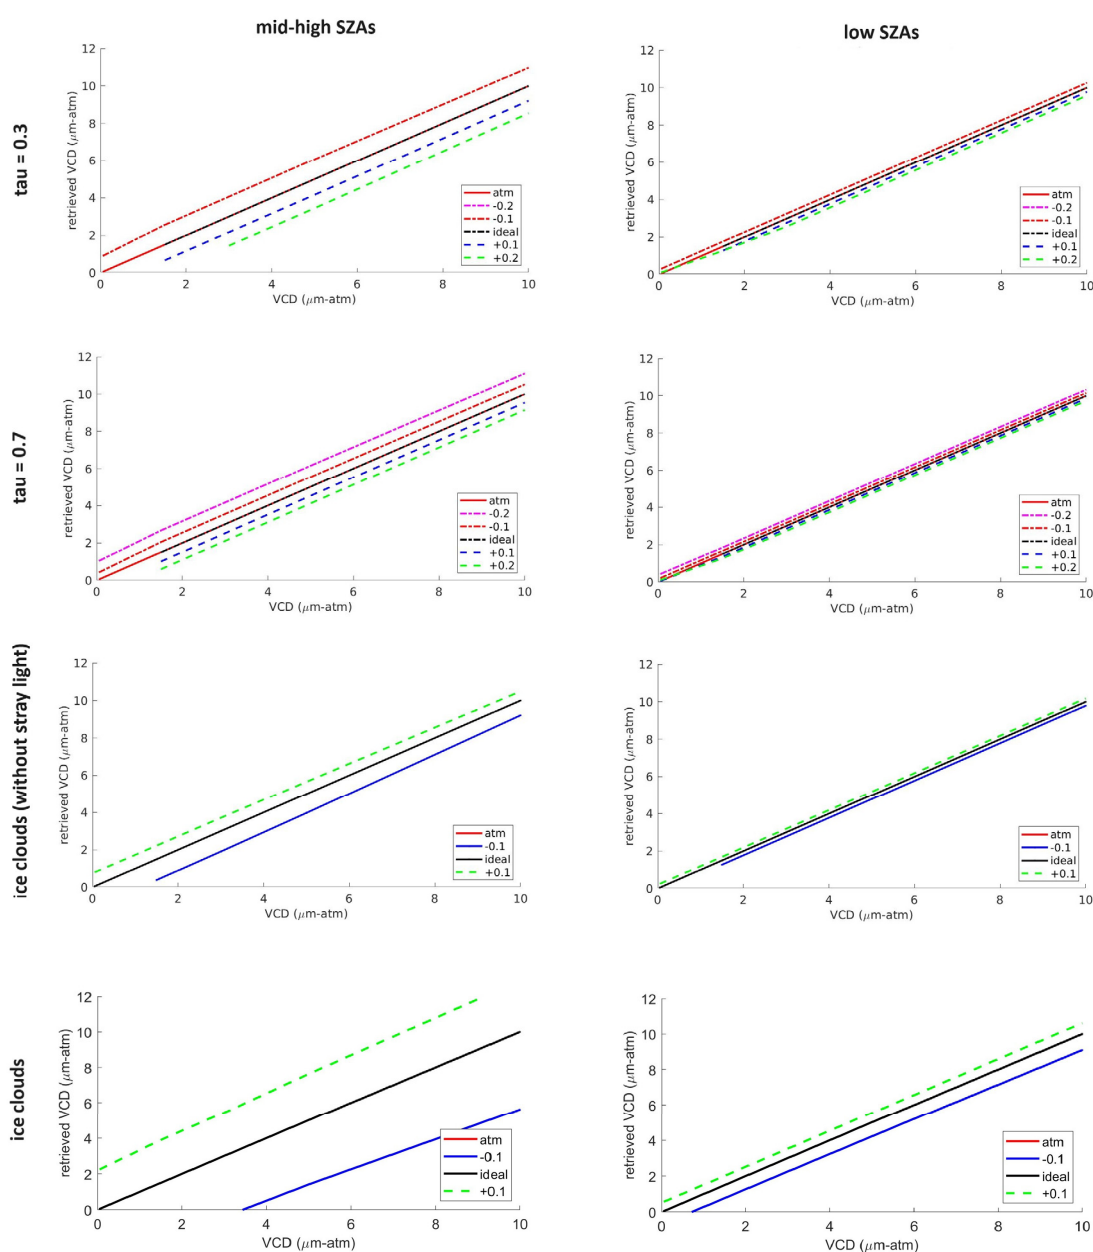 mid-high SZAs
low SZAs
tau = 0.3
12
10
8
6
4
2
0
retrieved VCD (μm-atm)
atm
-0.2
-0.1
ideal
+0.1
+0.2
0 2 4 6 8 10
VCD (μm-atm)
12
10
8
6
4
2
0
retrieved VCD (μm-atm)
atm
-0.2
-0.1
ideal
+0.1
+0.2
0 2 4 6 8 10
VCD (μm-atm)
tau = 0.7
12
10
8
6
4
2
0
retrieved VCD (μm-atm)
atm
-0.2
-0.1
ideal
+0.1
+0.2
0 2 4 6 8 10
VCD (μm-atm)
12
10
8
6
4
2
0
retrieved VCD (μm-atm)
atm
-0.2
-0.1
ideal
+0.1
+0.2
0 2 4 6 8 10
VCD (μm-atm)
ice clouds (without stray light)
12
10
8
6
4
2
0
retrieved VCD (μm-atm)
atm
-0.1
ideal
+0.1
0 2 4 6 8 10
VCD (μm-atm)
12
10
8
6
4
2
0
retrieved VCD (μm-atm)
atm
-0.1
ideal
+0.1
0 2 4 6 8 10
VCD (μm-atm)
ice clouds
12
10
8
6
4
2
0
retrieved VCD (μm-atm)
atm
-0.1
ideal
+0.1
0 2 4 6 8 10
VCD (μm-atm)
12
10
8
6
4
2
0
retrieved VCD (μm-atm)
atm
-0.1
ideal
+0.1
0 2 4 6 8 10
VCD (μm-atm)